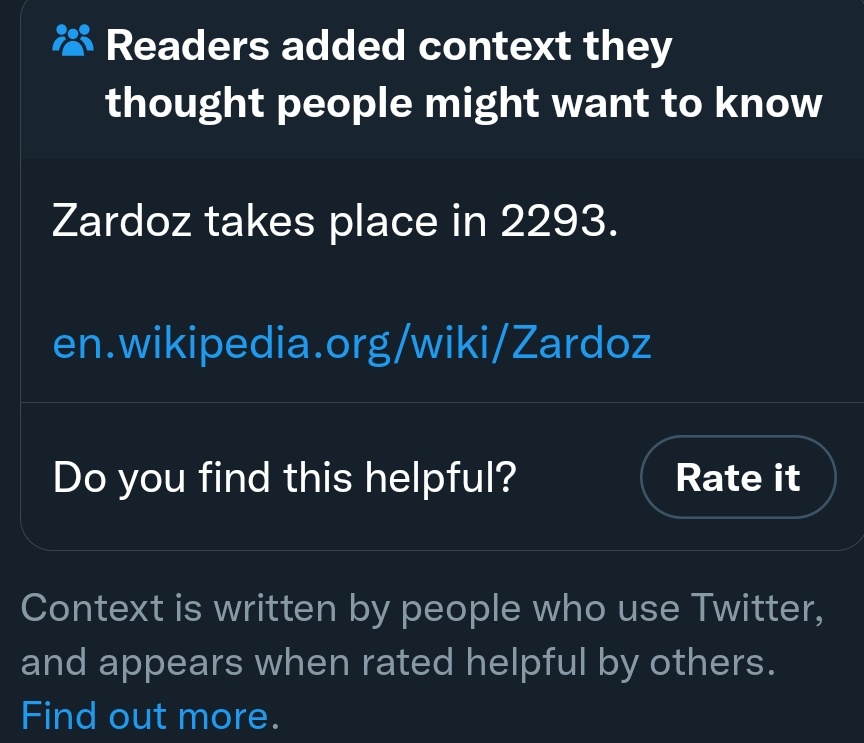 Readers added context they
thought people might want to know
Zardoz takes place in 2293.
en.wikipedia.org/wiki/Zardoz
Do you find this helpful?
Rate it
Context is written by people who use Twitter,
and appears when rated helpful by others.
Find out more.